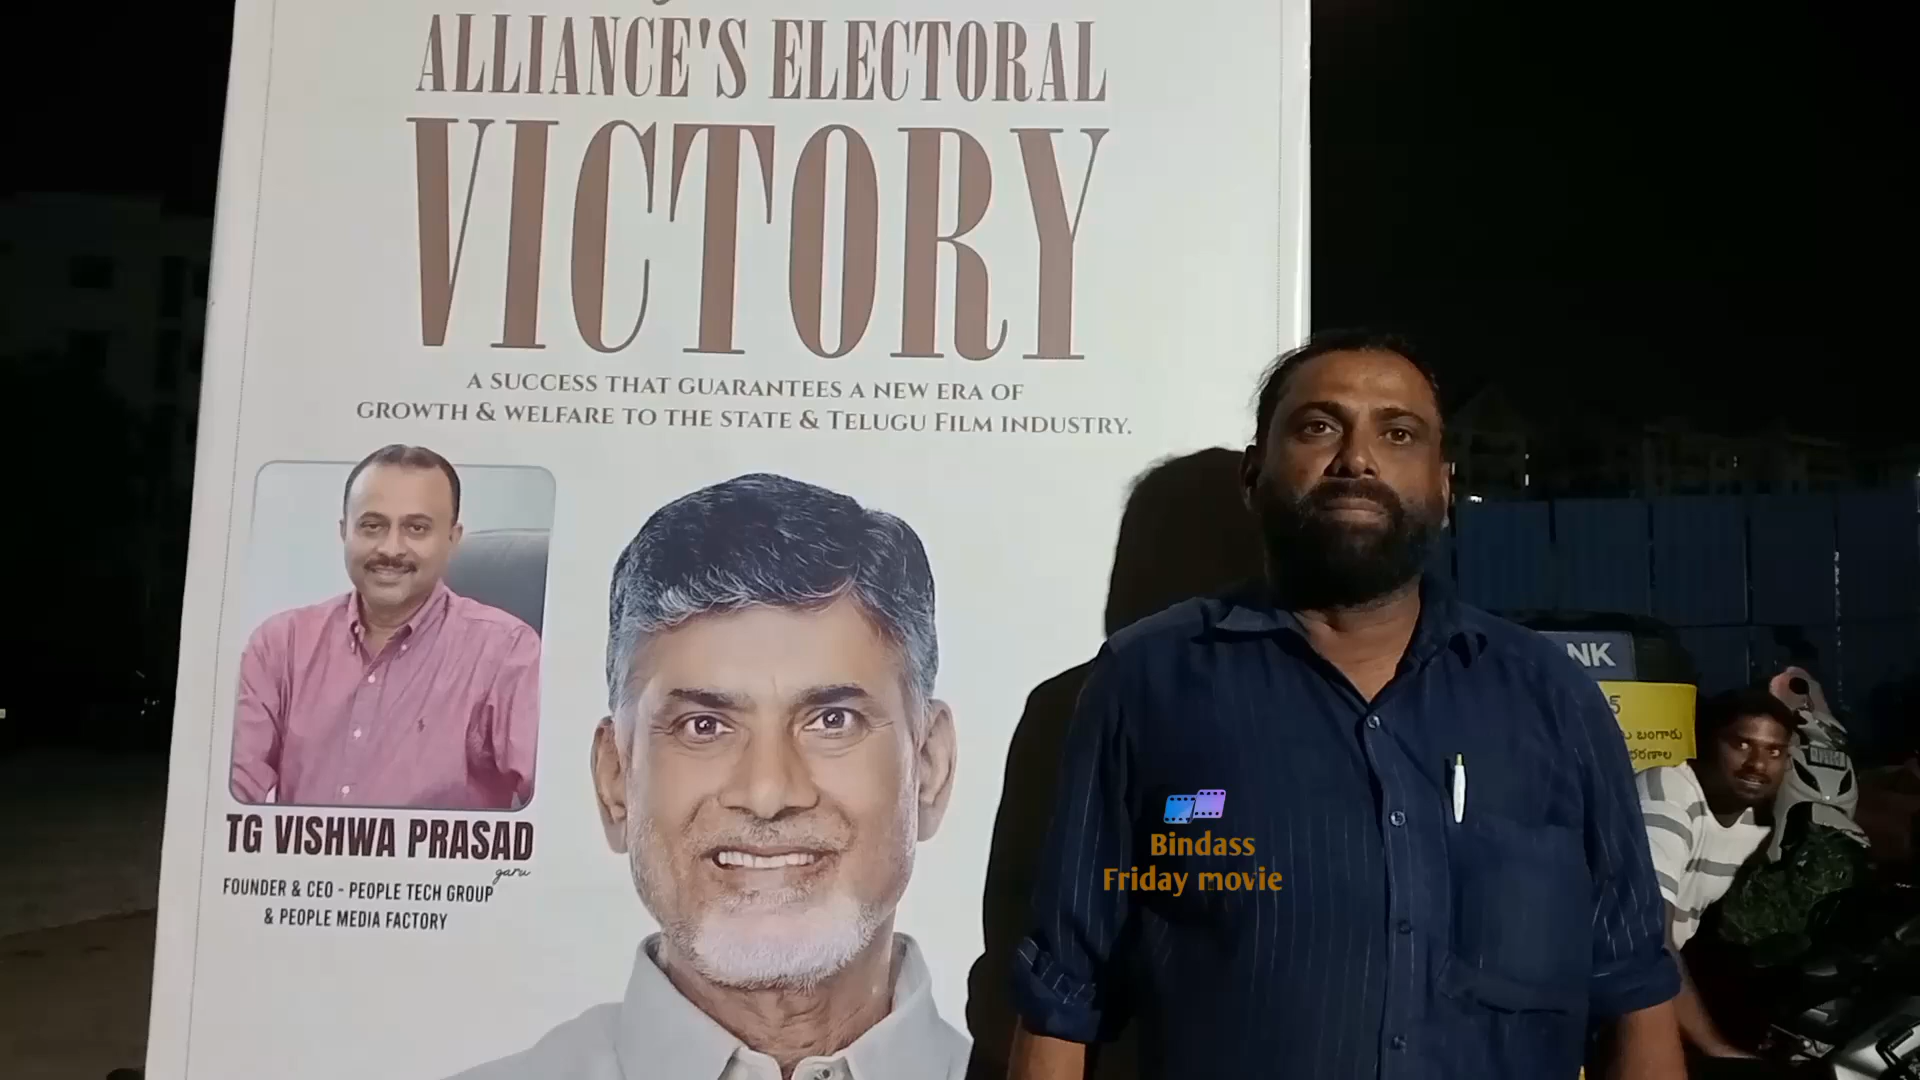 ALLIANCE'S ELECTORAL
VICTORY
A SUCCESS THAT GUARANTEES A NEW ERA OF
GROWTH & WELFARE TO THE STATE & TELUGU FILM INDUSTRY.
TG VISHWA PRASAD
garu
FOUNDER & CEO - PEOPLE TECH GROUP
& PEOPLE MEDIA FACTORY
Bindass
Friday movie
NK
బంగారు